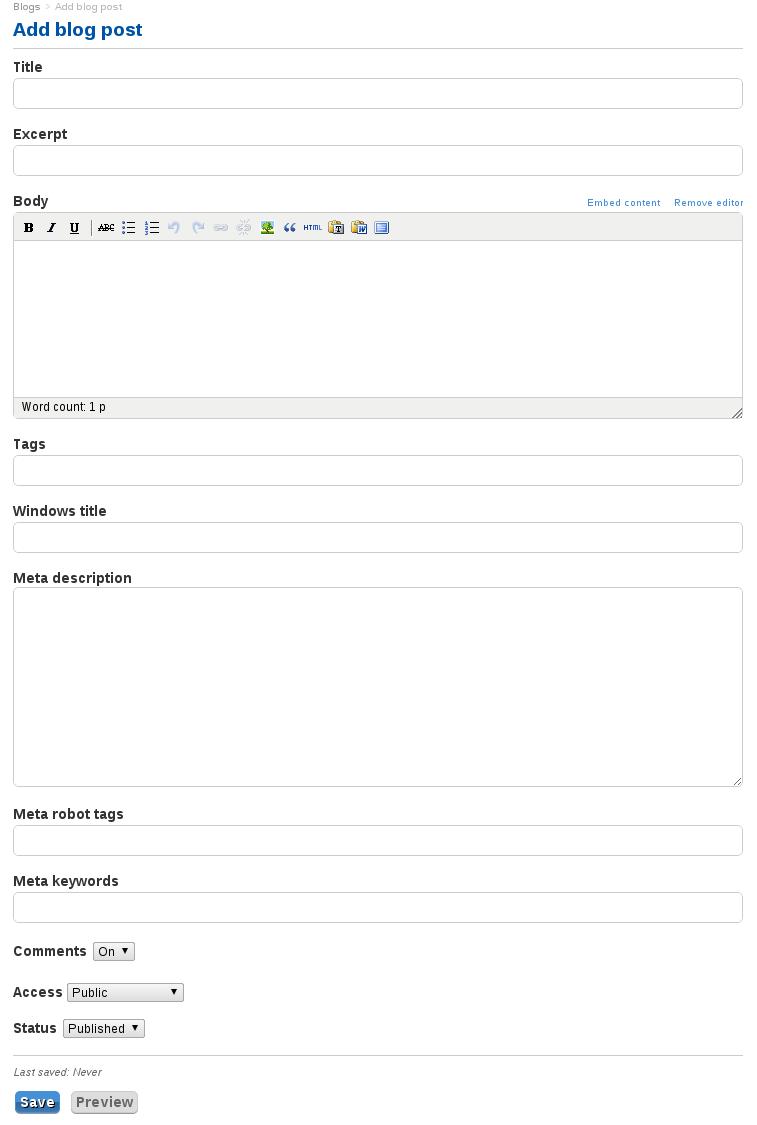 Blogs > Add blog post
Add blog post
Title
Excerpt
Body
Embed content Remove editor
B I U ABC HTML
Word count: 1 p
Tags
Windows title
Meta description
Meta robot tags
Meta keywords
Comments On
Access Public
Status Published
Last saved: Never
Save Preview